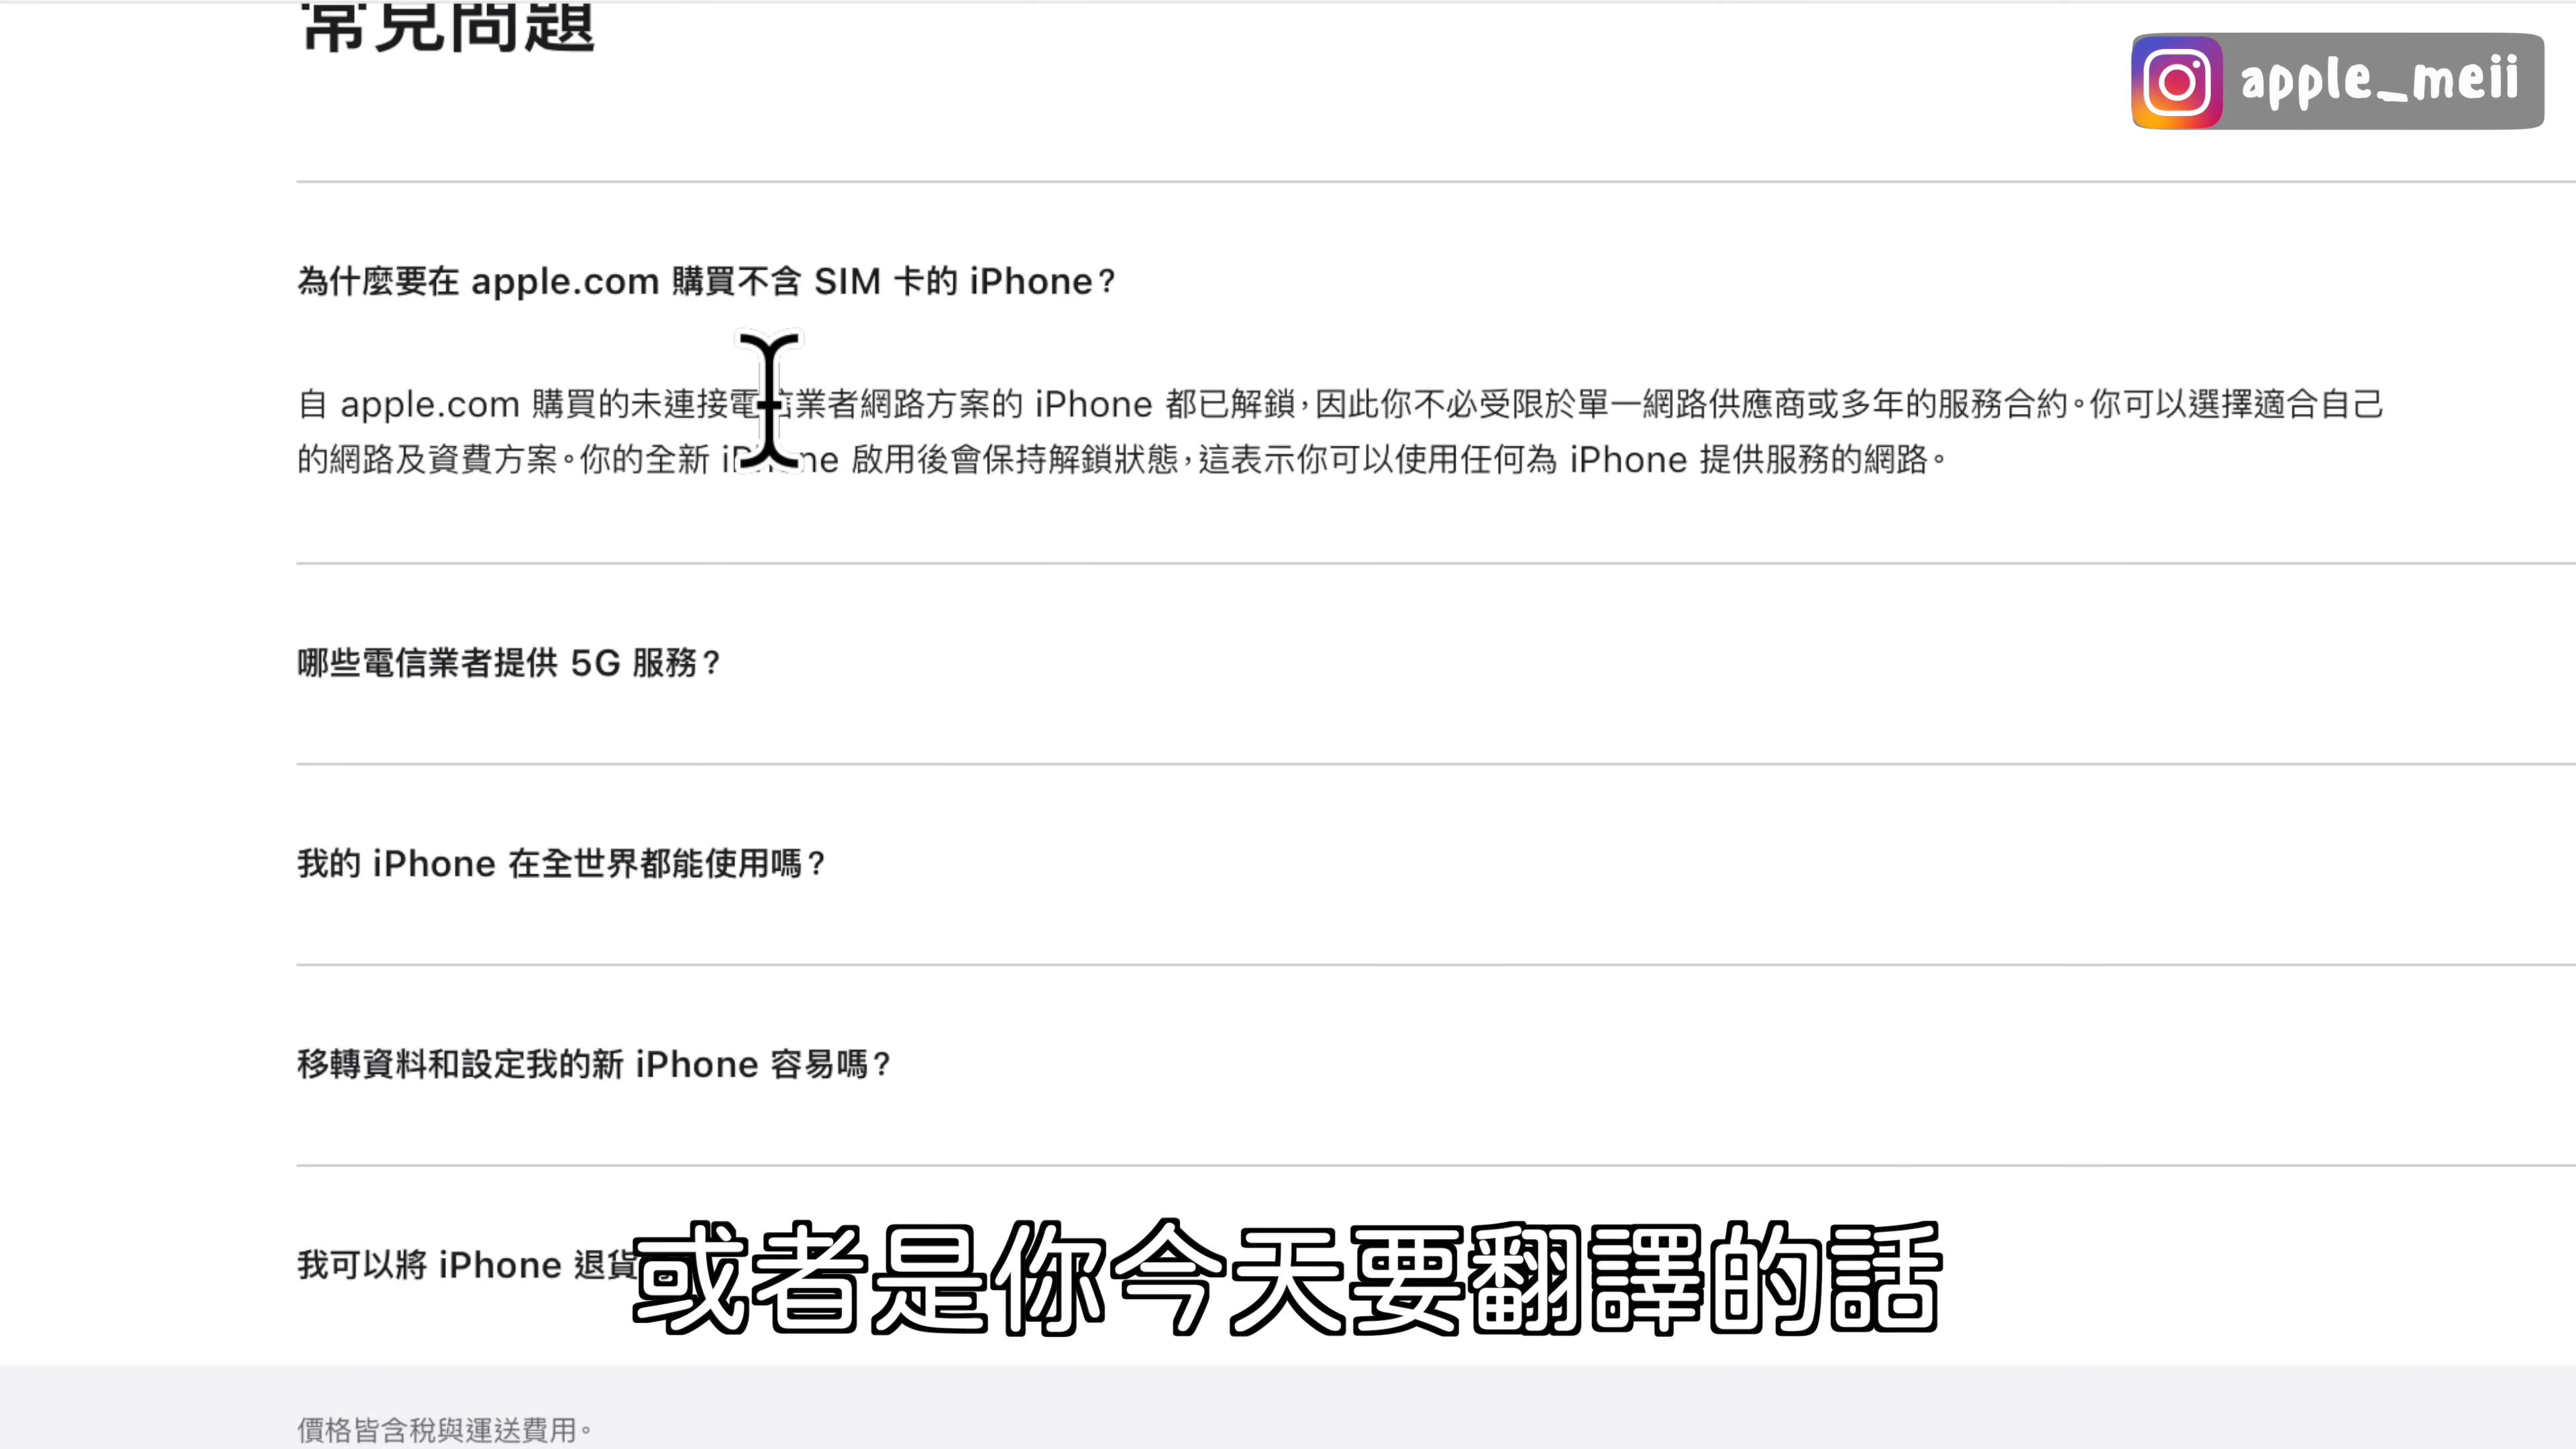 常見問題
apple_meii
為什麼要在 apple.com 購買不含 SIM 卡的 iPhone？
自 apple.com 購買的未連接電信業者網路方案的 iPhone 都已解鎖，因此你不必受限於單一網路供應商或多年的服務合約。你可以選擇適合自己
的網路及資費方案。你的全新 iPhone 啟用後會保持解鎖狀態，這表示你可以使用任何為 iPhone 提供服務的網路。
哪些電信業者提供 5G 服務？
我的 iPhone 在全世界都能使用嗎？
移轉資料和設定我的新 iPhone 容易嗎？
我可以將 iPhone 退貨
或者是你今天要翻譯的話
價格皆含稅與運送費用。